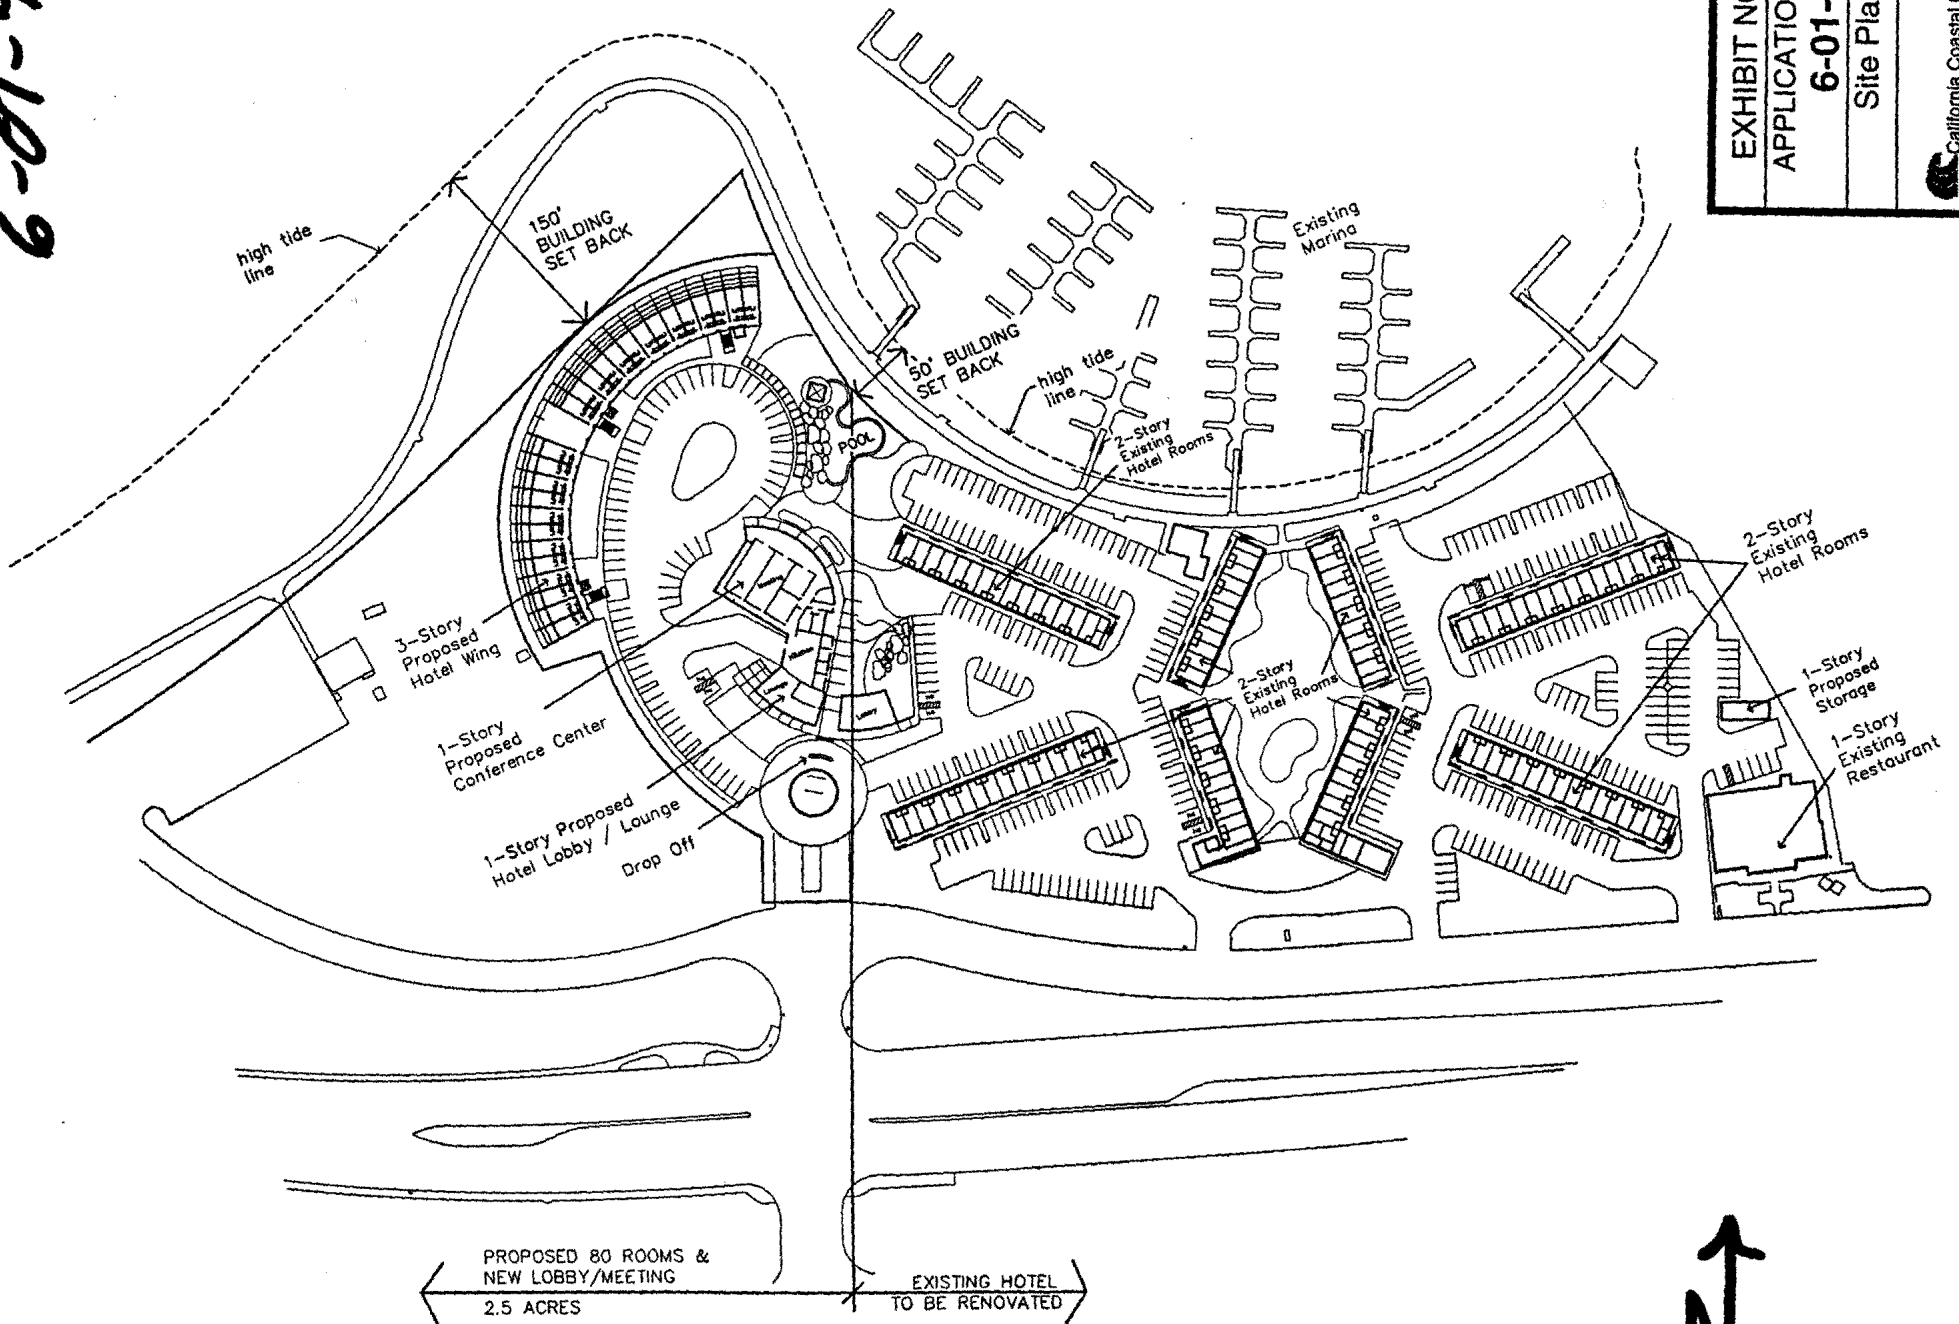 6-01-
EXHIBIT NO
APPLICATIO
6-01-
Site Pla
California Coastal
high tide
line
150'
BUILDING
SET BACK
Existing
Marina
50' BUILDING
SET BACK
high tide
line
2-Story
Existing
Hotel Rooms
POOL
2-Story
Existing
Hotel Rooms
3-Story
Proposed
Hotel Wing
2-Story
Existing
Hotel Rooms
1-Story
Proposed
Storage
1-Story
Proposed
Conference Center
Kitchen
Lounge
Lobby
1-Story
Existing
Restaurant
1-Story Proposed
Hotel Lobby / Lounge
Drop Off
PROPOSED 80 ROOMS &
NEW LOBBY/MEETING
2.5 ACRES
EXISTING HOTEL
TO BE RENOVATED
N